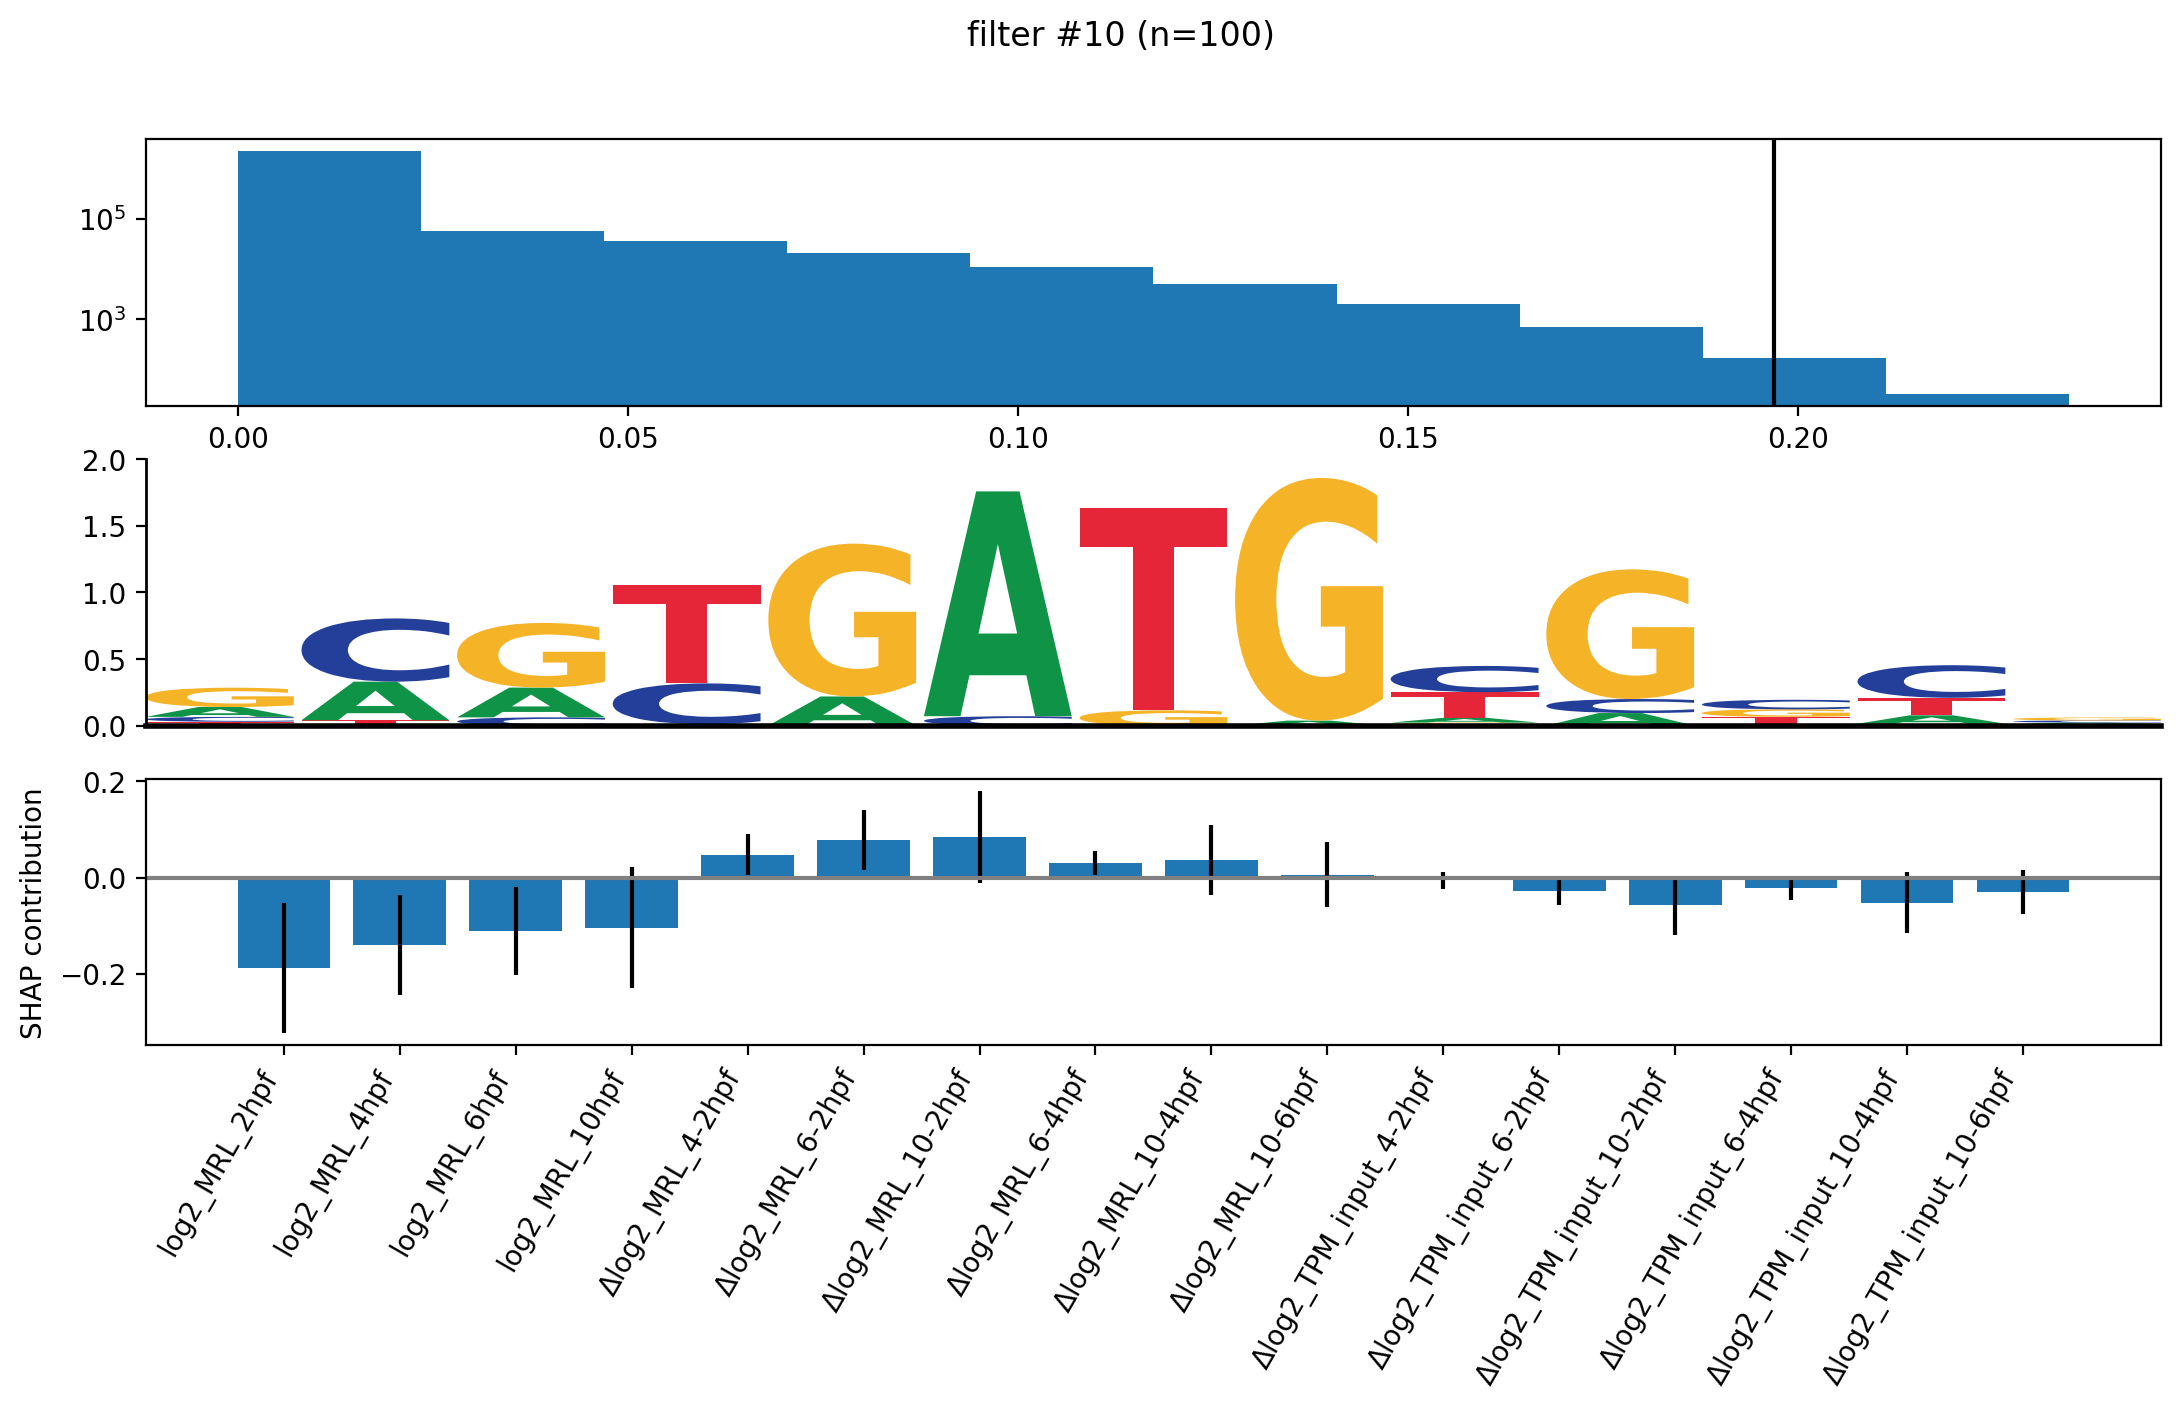 filter #10 (n=100)
10^5
10^3
0.00 0.05 0.10 0.15 0.20
2.0
1.5
1.0
0.5
0.0
G C G T G A T G C G C C
A A C A T C G T
SHAP contribution
0.2
0.0
−0.2
log2_MRL_2hpf
log2_MRL_4hpf
log2_MRL_6hpf
log2_MRL_10hpf
Δlog2_MRL_4-2hpf
Δlog2_MRL_6-2hpf
Δlog2_MRL_10-2hpf
Δlog2_MRL_6-4hpf
Δlog2_MRL_10-4hpf
Δlog2_MRL_10-6hpf
Δlog2_TPM_input_4-2hpf
Δlog2_TPM_input_6-2hpf
Δlog2_TPM_input_10-2hpf
Δlog2_TPM_input_6-4hpf
Δlog2_TPM_input_10-4hpf
Δlog2_TPM_input_10-6hpf